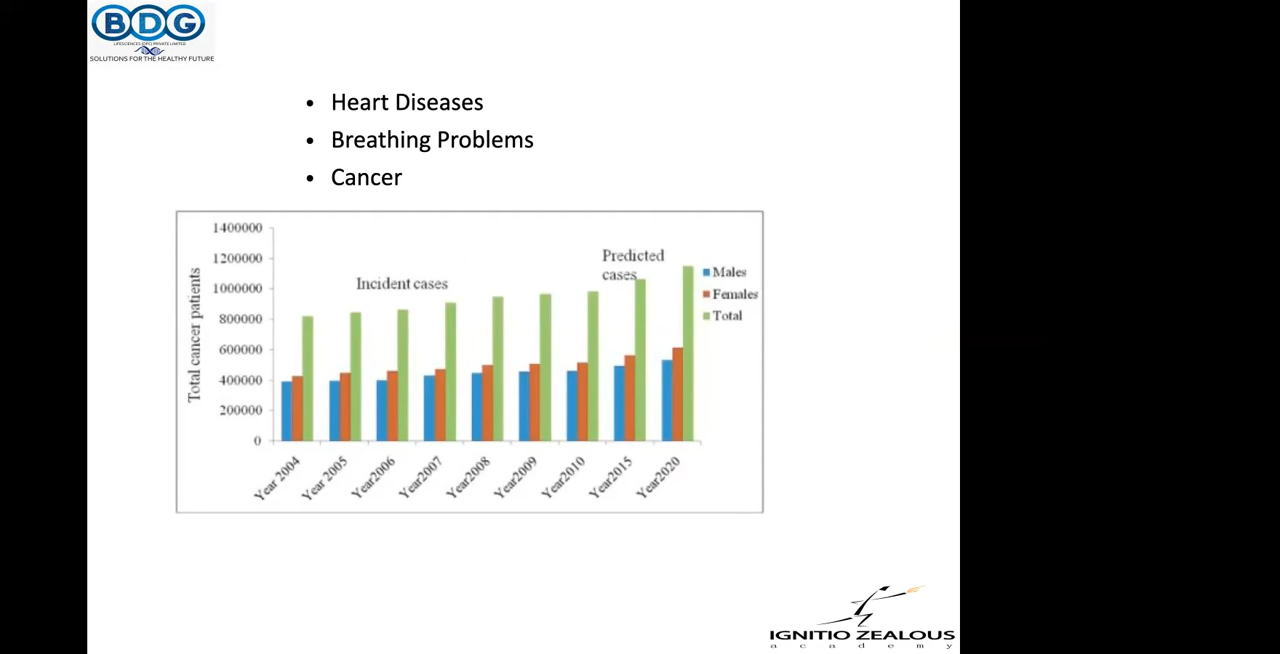 BDG
LIFESCIENCES (OPC) PRIVATE LIMITED
SOLUTIONS FOR THE HEALTHY FUTURE
• Heart Diseases
• Breathing Problems
• Cancer
Total cancer patients
1400000
1200000
1000000
800000
600000
400000
200000
0
Incident cases
Predicted
cases
Males
Females
Total
Year 2004
Year 2005
Year2006
Year2007
Year2008
Year2009
Year2010
Year2015
Year2020
IGNITIO ZEALOUS
academy